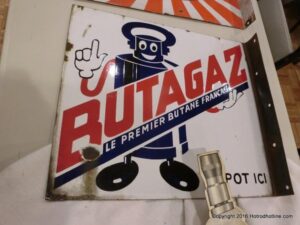 BUTAGAZ
LE PREMIER BUTANE FRANÇAIS
POT ICI
Copyright 2016 Hotrodhotline.com